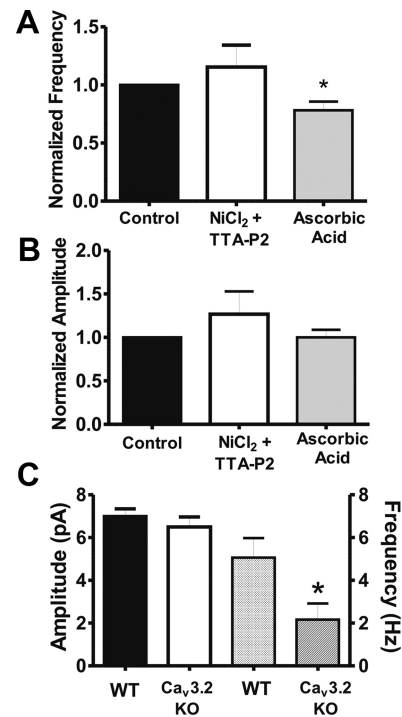 A
Normalized Frequency
1.5
1.0
0.5
0.0
*
Control
NiCl2 +
TTA-P2
Ascorbic
Acid
B
Normalized Amplitude
2.0
1.5
1.0
0.5
0.0
Control
NiCl2 +
TTA-P2
Ascorbic
Acid
C
Amplitude (pA)
8
6
4
2
0
*
8
6
4
2
0
Frequency (Hz)
WT
Cav3.2
KO
WT
Cav3.2
KO